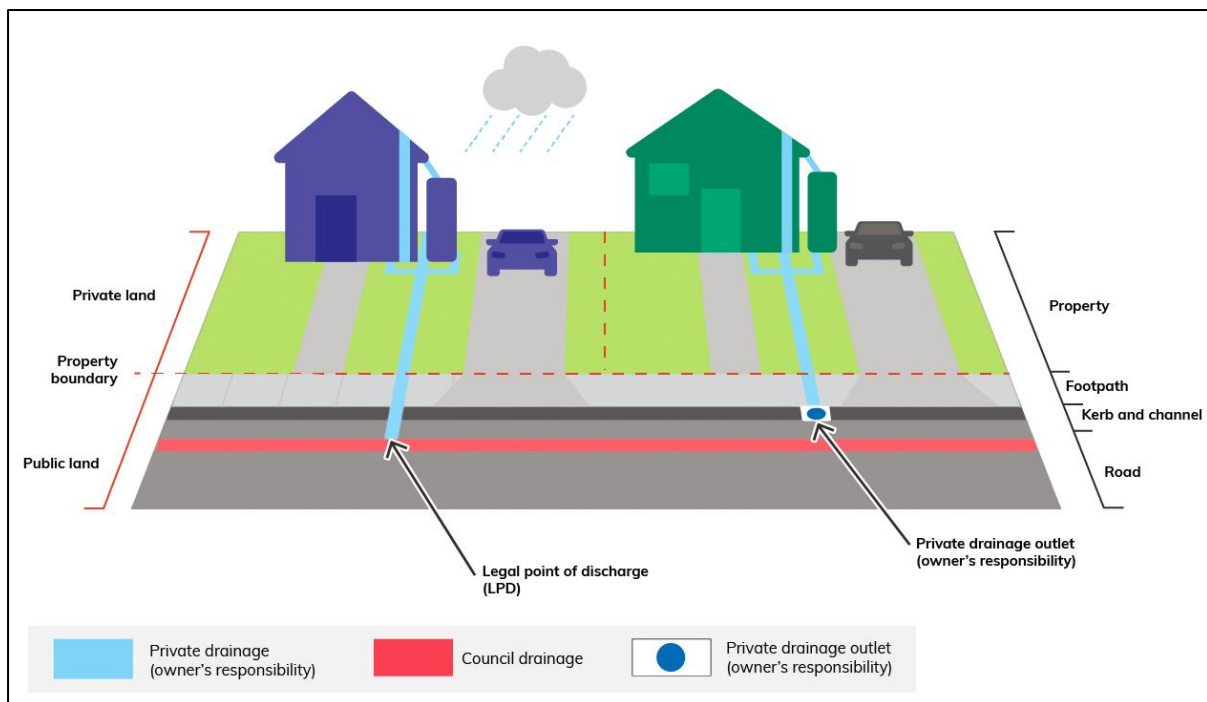 Private land
Property
boundary
Public land
Property
Footpath
Kerb and channel
Road
Legal point of discharge
(LPD)
Private drainage outlet
(owner's responsibility)
Private drainage
(owner's responsibility)
Council drainage
Private drainage outlet
(owner's responsibility)